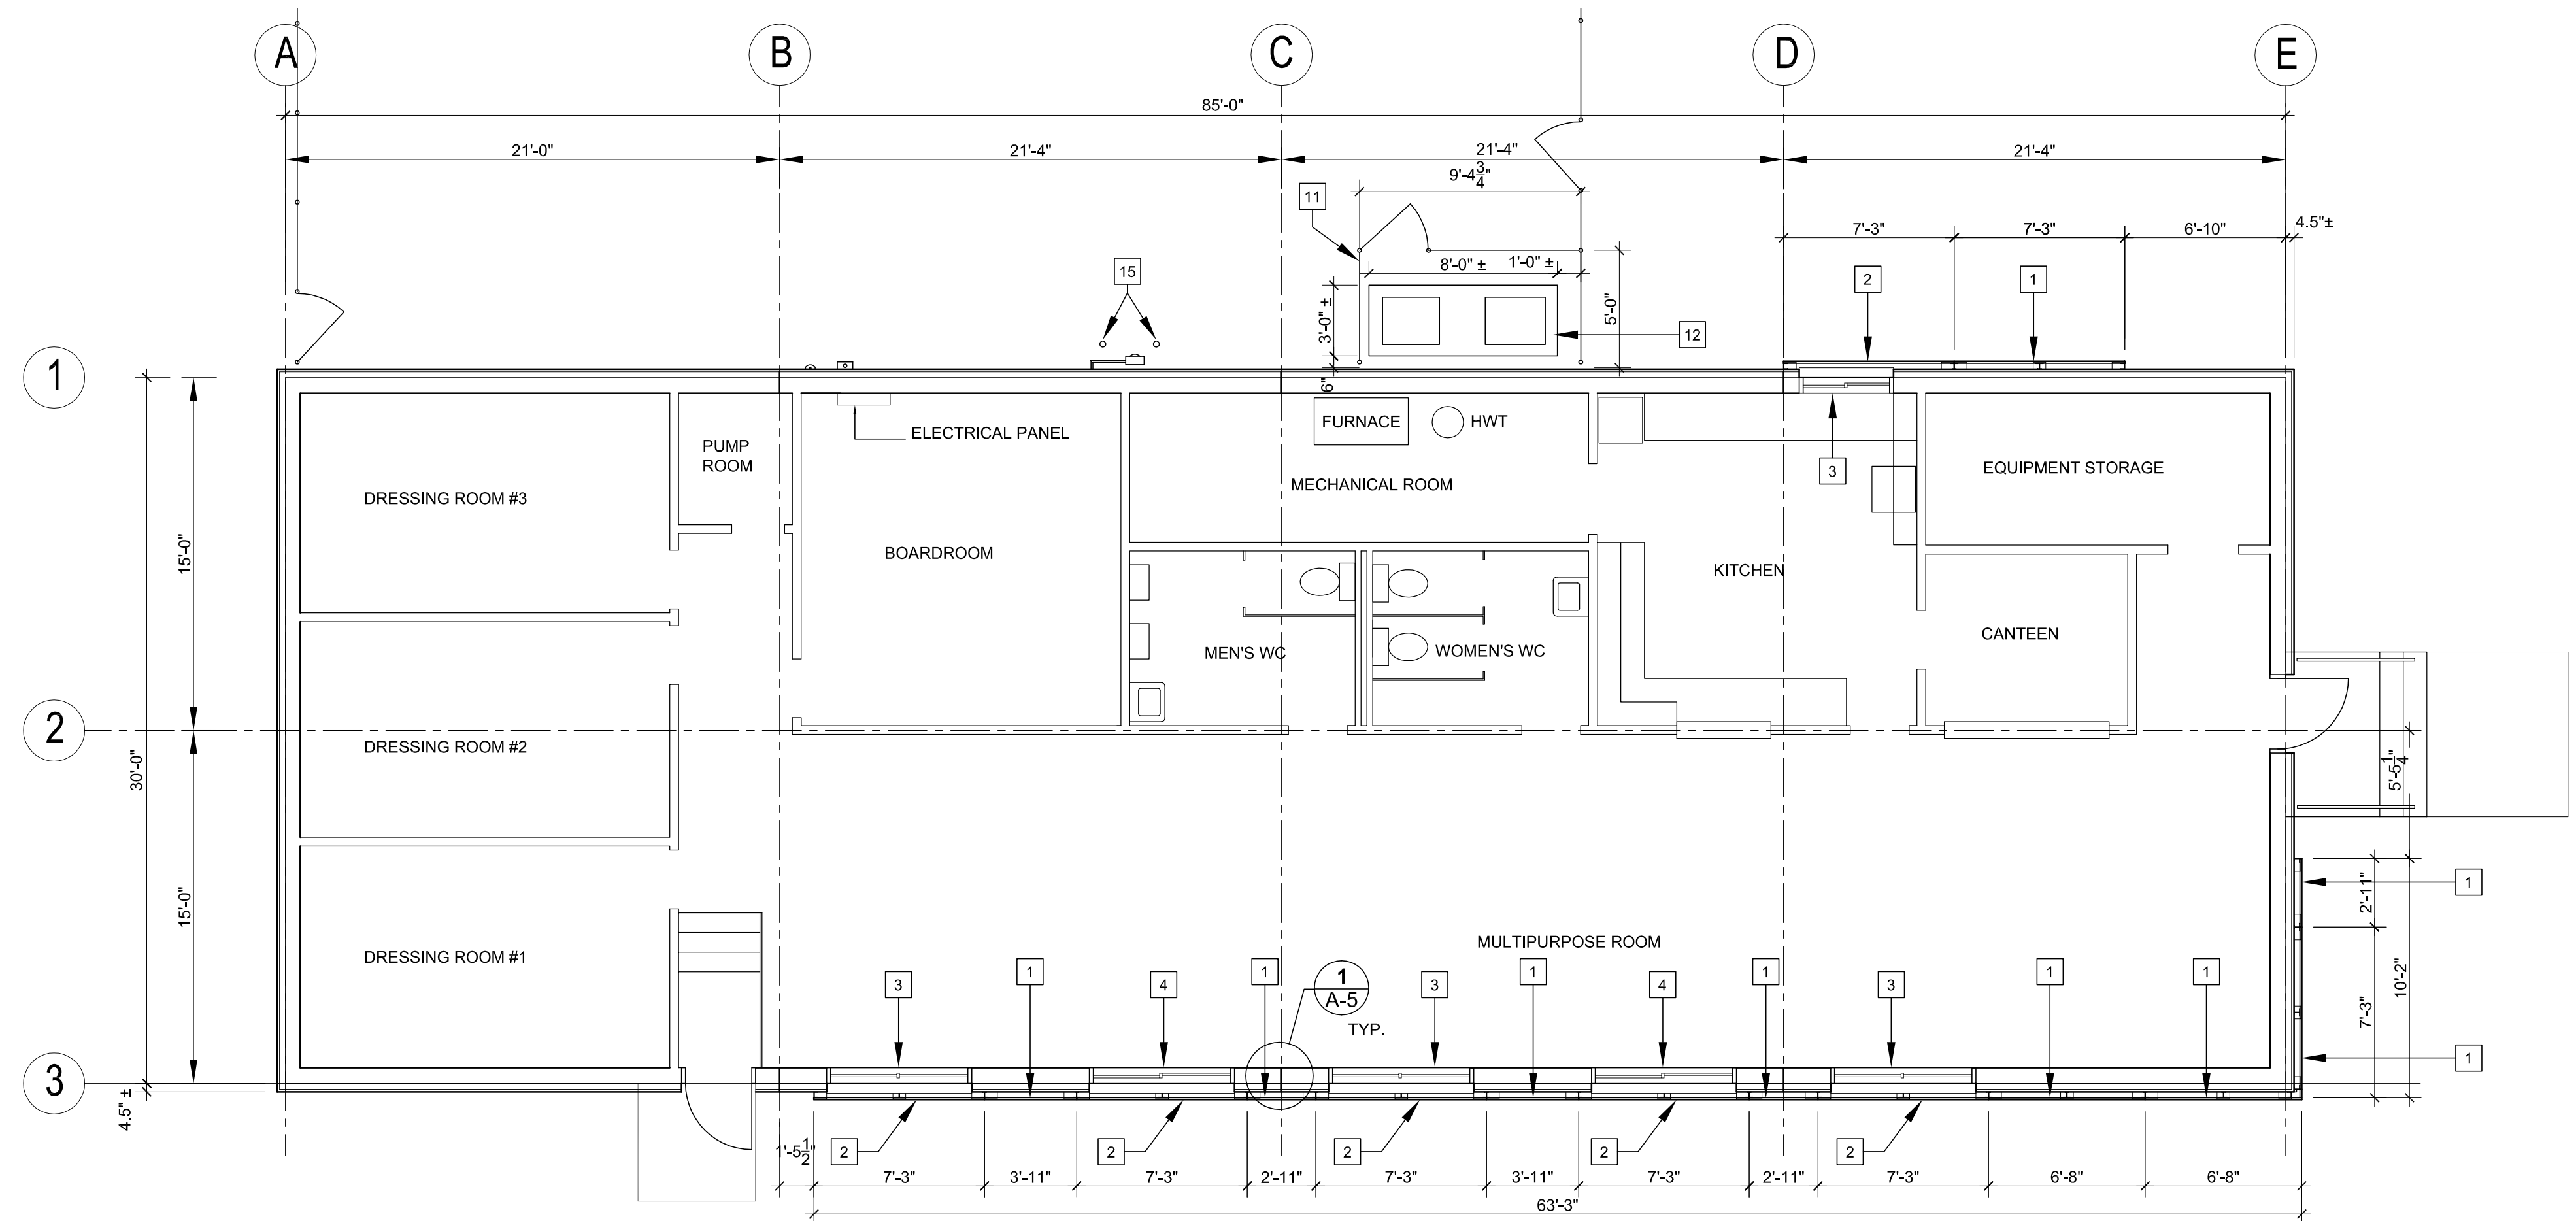 A B C D E
85'-0"
21'-0" 21'-4" 21'-4" 21'-4"
9'-4 3/4"
11
7'-3" 7'-3" 6'-10" 4.5"±
15
8'-0" ± 1'-0" ±
2 1
3'-0" ±
5'-0"
12
1
6"
FURNACE HWT
ELECTRICAL PANEL
PUMP
ROOM
3
EQUIPMENT STORAGE
MECHANICAL ROOM
DRESSING ROOM #3
15'-0"
BOARDROOM
KITCHEN
CANTEEN
MEN'S WC
WOMEN'S WC
2
DRESSING ROOM #2
30'-0"
5'-5 1/4"
1
2'-11"
15'-0"
MULTIPURPOSE ROOM
DRESSING ROOM #1
3 1 4 1
1
A-5
TYP.
3 1 4 1 3 1 1
10'-2"
7'-3"
1
3
4.5" ±
1'-5 1/2"
2 2 2 2 2
7'-3" 3'-11" 7'-3" 2'-11" 7'-3" 3'-11" 7'-3" 2'-11" 7'-3" 6'-8" 6'-8"
63'-3"